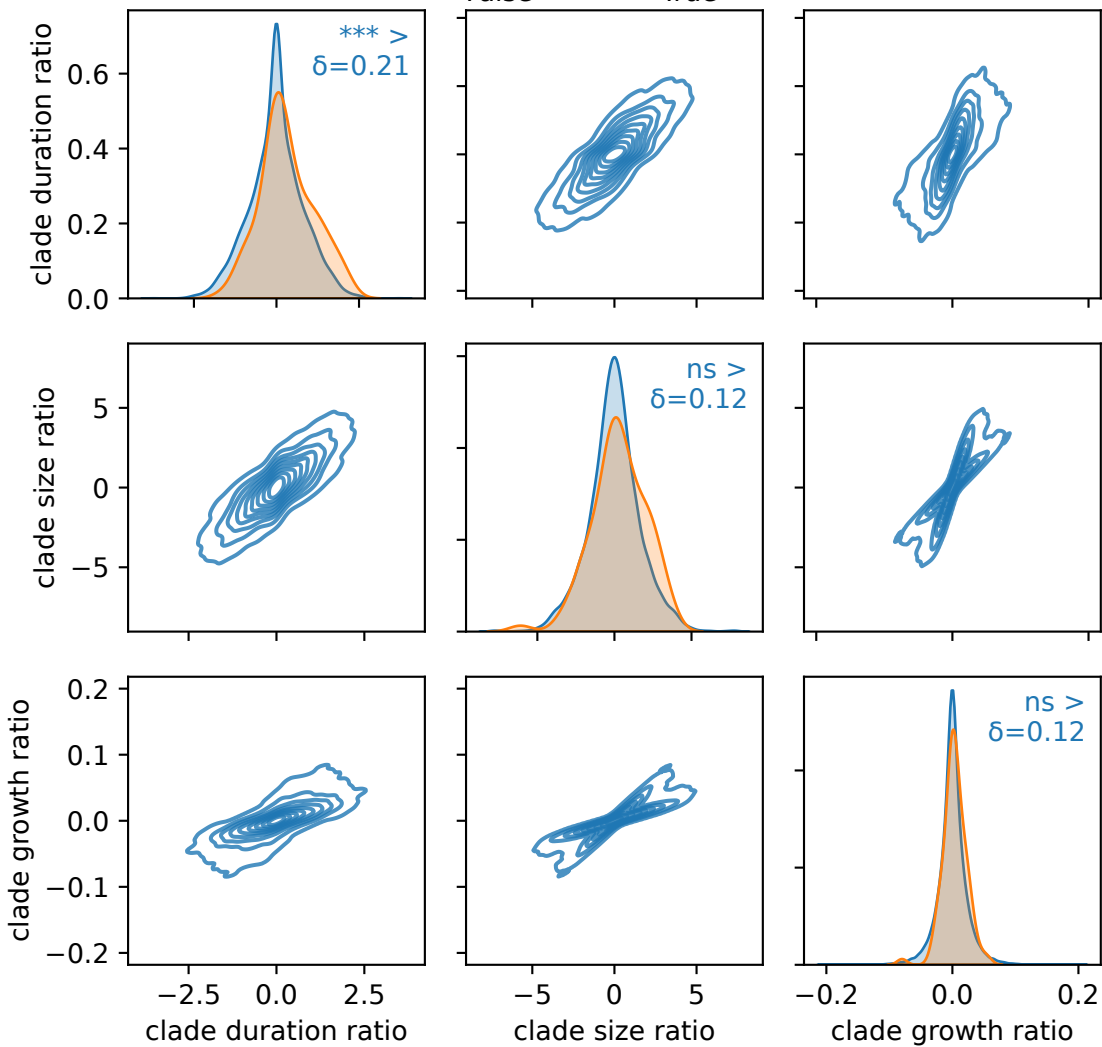 clade duration ratio
0.6
0.4
0.2
0.0
*** >
δ=0.21
clade size ratio
5
0
−5
ns >
δ=0.12
clade growth ratio
0.2
0.1
0.0
−0.1
−0.2
ns >
δ=0.12
−2.5 0.0 2.5
−5 0 5
−0.2 0.0 0.2
clade duration ratio
clade size ratio
clade growth ratio